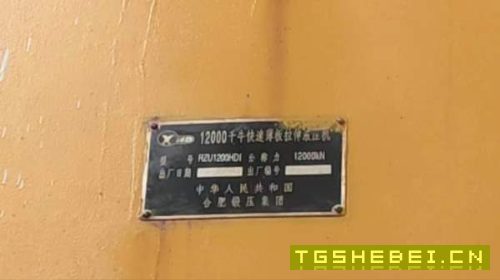 12000千牛快速薄板拉伸液压机
型 号 RZU1200HDI 公称力 12000kN
出厂日期 出厂编号
中华人民共和国
合肥锻压集团
TGSHEBEI.CN